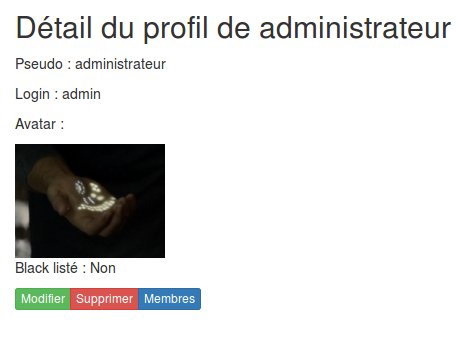 Détail du profil de administrateur
Pseudo : administrateur
Login : admin
Avatar :
Black listé : Non
Modifier Supprimer Membres